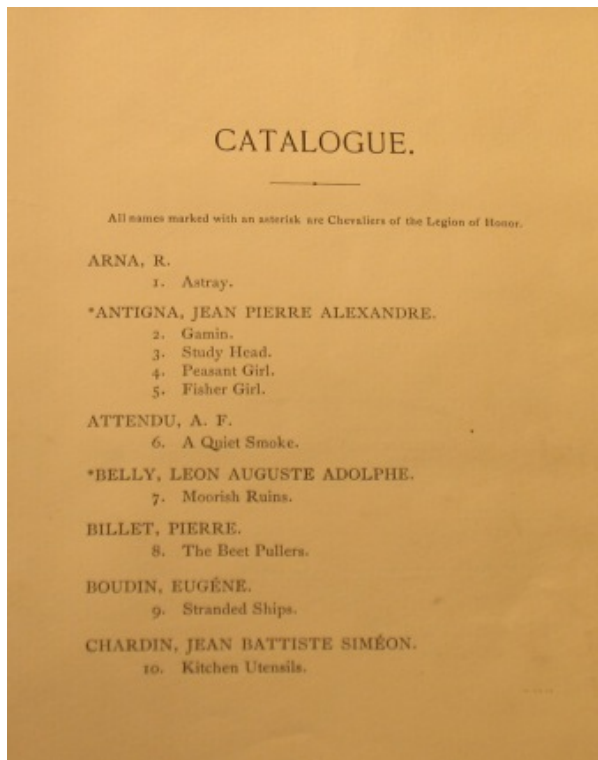 CATALOGUE.
All names marked with an asterisk are Chevaliers of the Legion of Honor.
ARNA, R.
1. Astray.
*ANTIGNA, JEAN PIERRE ALEXANDRE.
2. Gamin.
3. Study Head.
4. Peasant Girl.
5. Fisher Girl.
ATTENDU, A. F.
6. A Quiet Smoke.
*BELLY, LEON AUGUSTE ADOLPHE.
7. Moorish Ruins.
BILLET, PIERRE.
8. The Beet Pullers.
BOUDIN, EUGÉNE.
9. Stranded Ships.
CHARDIN, JEAN BATTISTE SIMÉON.
10. Kitchen Utensils.